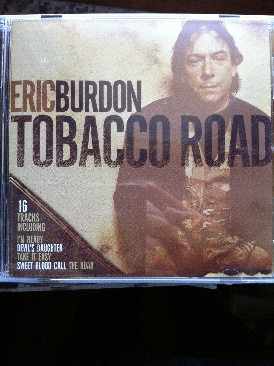 ERICBURDON
TOBACCO ROAD
16
TRACKS
INCLUDING
I'M READY
DEVIL'S DAUGHTER
TAKE IT EASY
SWEET BLOOD CALL THE ROAD